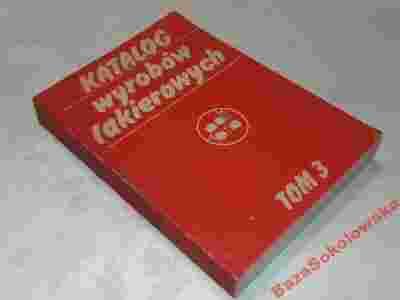 KATALOG
wyrobów
lakierowych
TOM 3
BazaSokolowska